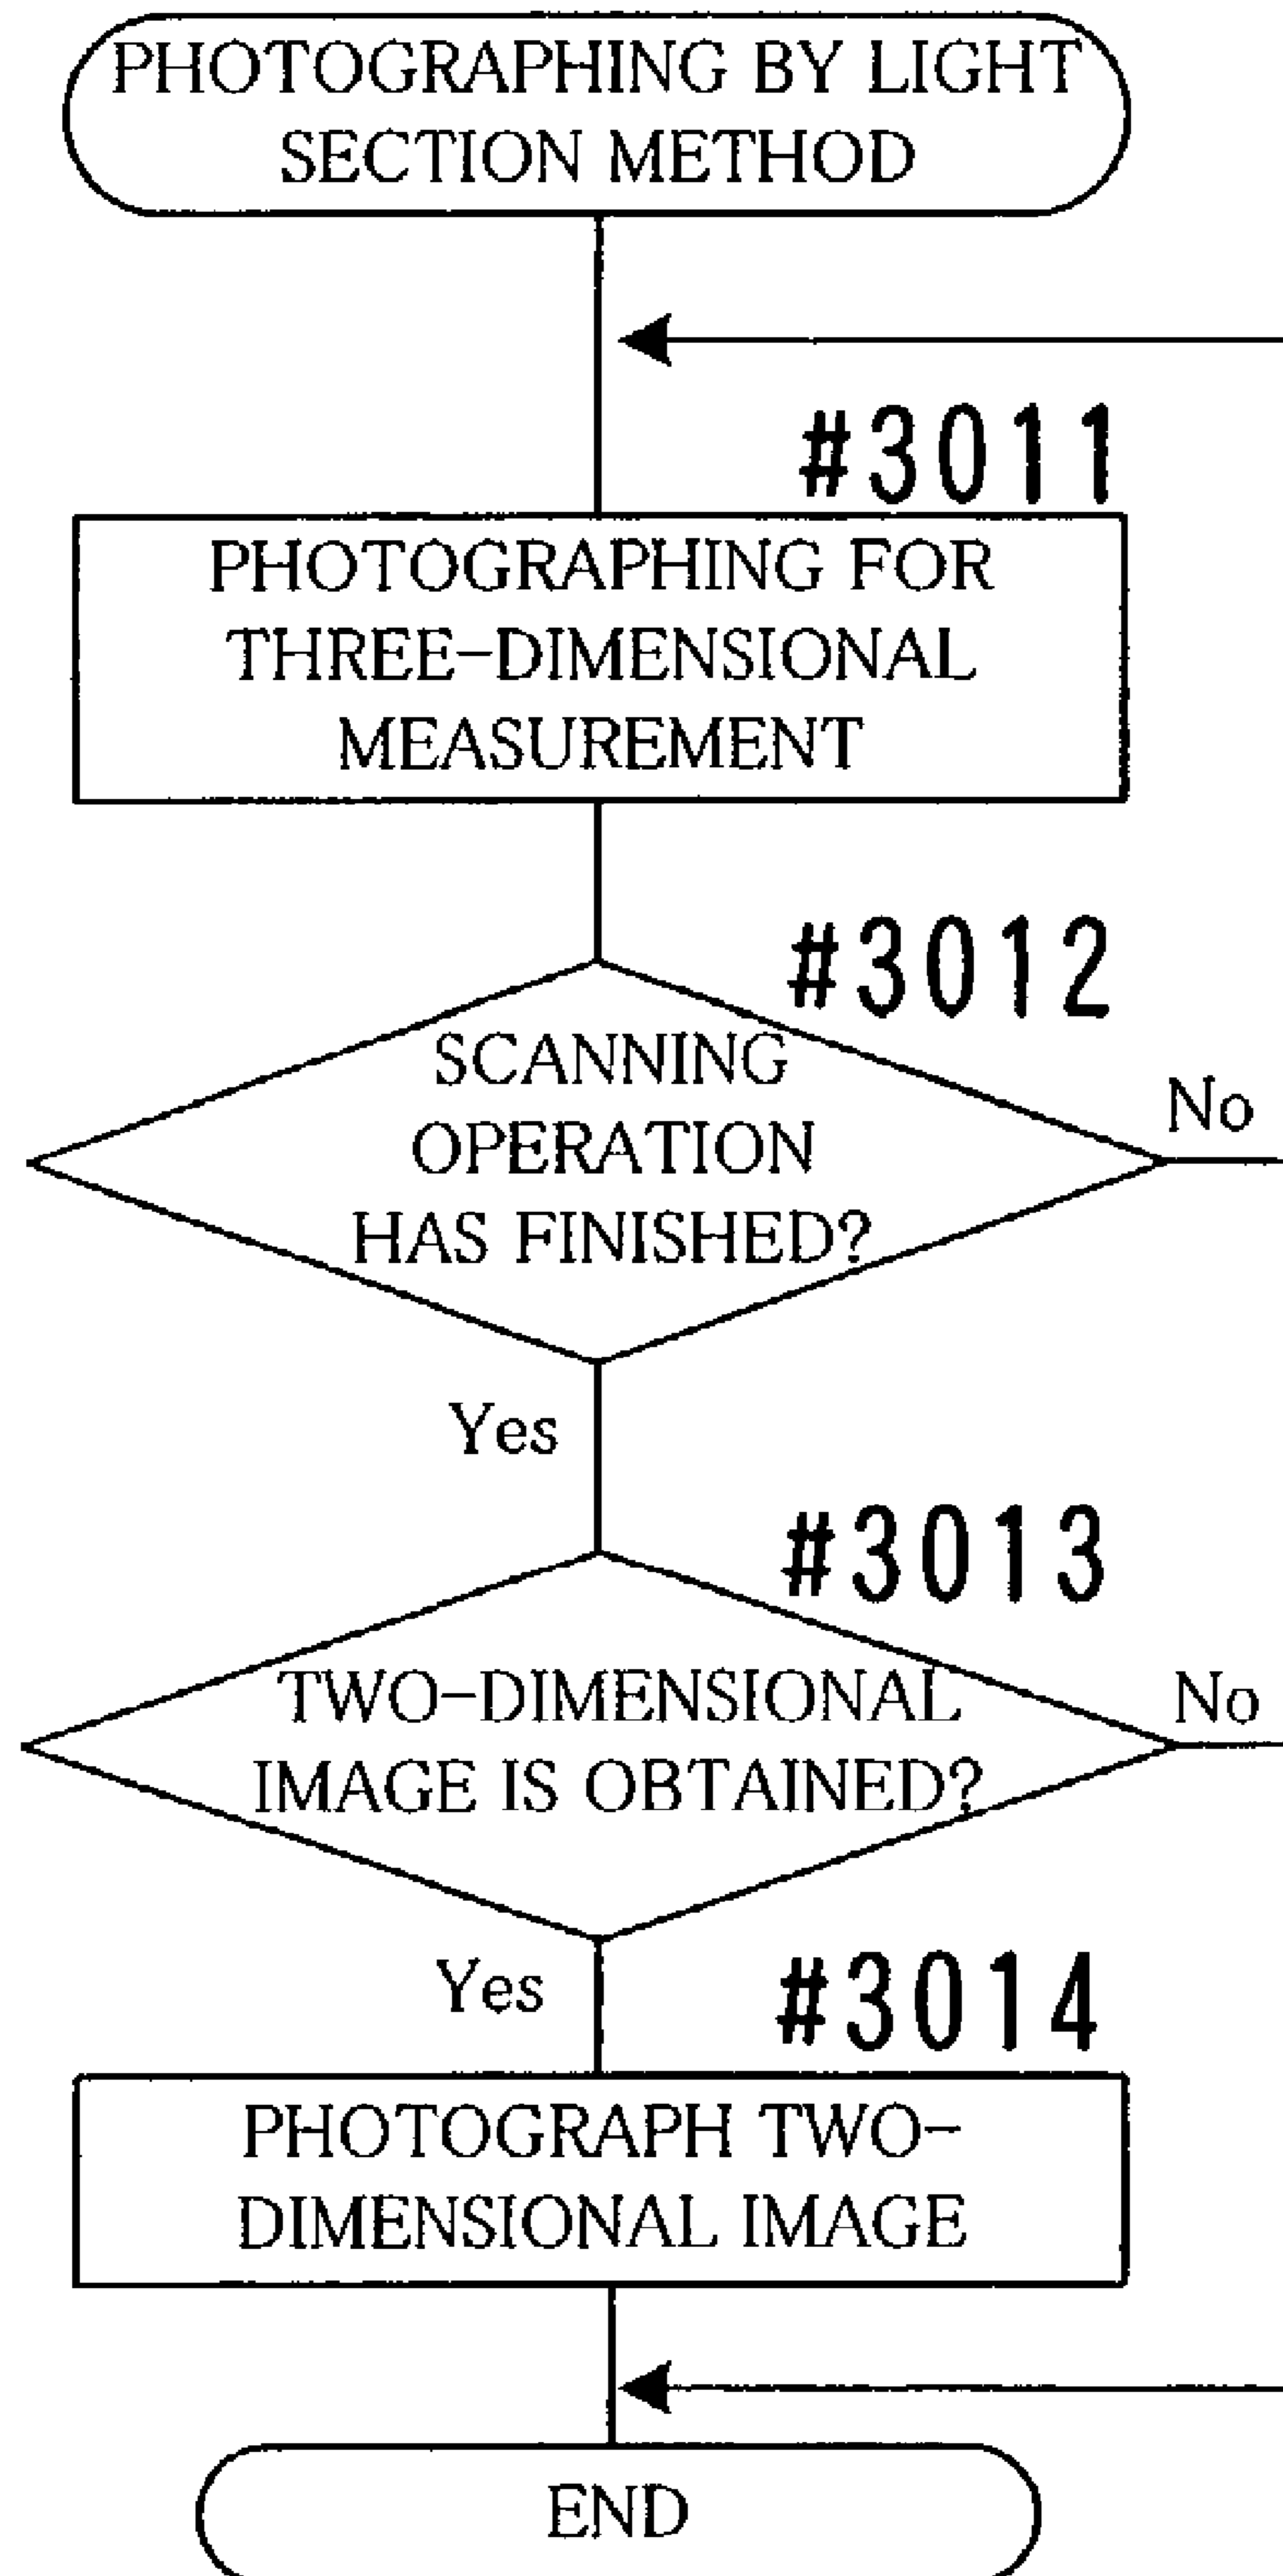 PHOTOGRAPHING BY LIGHT
SECTION METHOD
#3011
PHOTOGRAPHING FOR
THREE-DIMENSIONAL
MEASUREMENT
#3012
SCANNING
OPERATION
HAS FINISHED?
No
Yes
#3013
TWO-DIMENSIONAL
IMAGE IS OBTAINED?
No
Yes
#3014
PHOTOGRAPH TWO-
DIMENSIONAL IMAGE
END